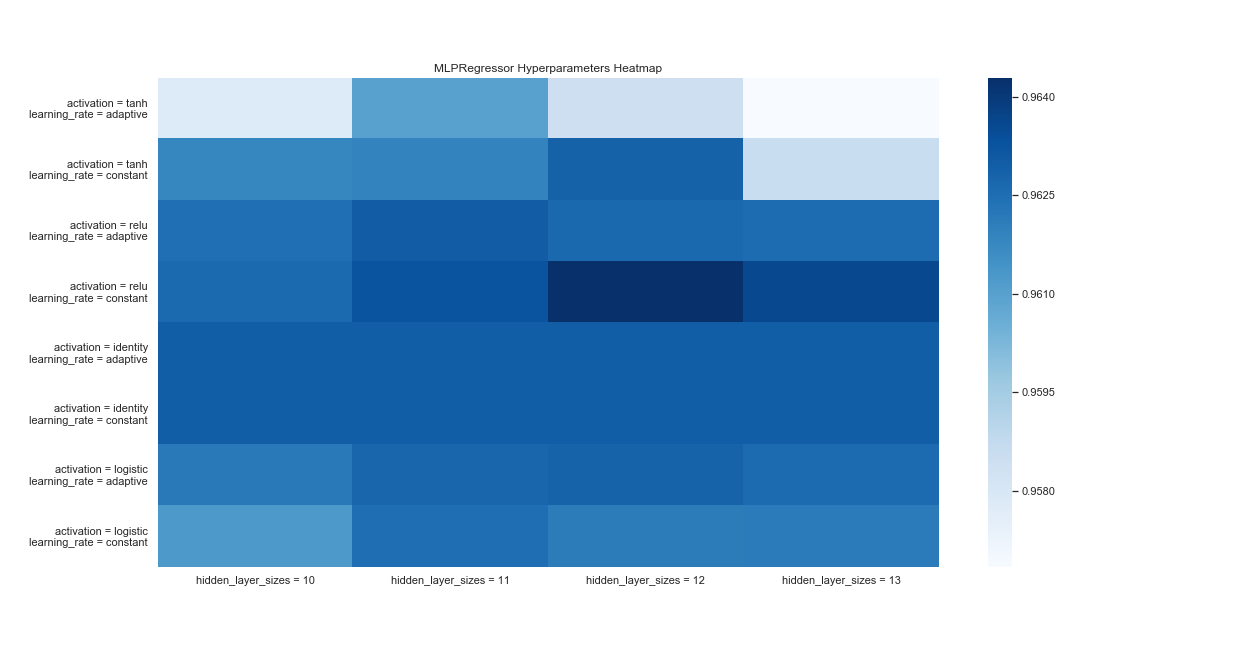 MLPRegressor Hyperparameters Heatmap
activation = tanh
learning_rate = adaptive
activation = tanh
learning_rate = constant
activation = relu
learning_rate = adaptive
activation = relu
learning_rate = constant
activation = identity
learning_rate = adaptive
activation = identity
learning_rate = constant
activation = logistic
learning_rate = adaptive
activation = logistic
learning_rate = constant
hidden_layer_sizes = 10
hidden_layer_sizes = 11
hidden_layer_sizes = 12
hidden_layer_sizes = 13
0.9640
0.9625
0.9610
0.9595
0.9580